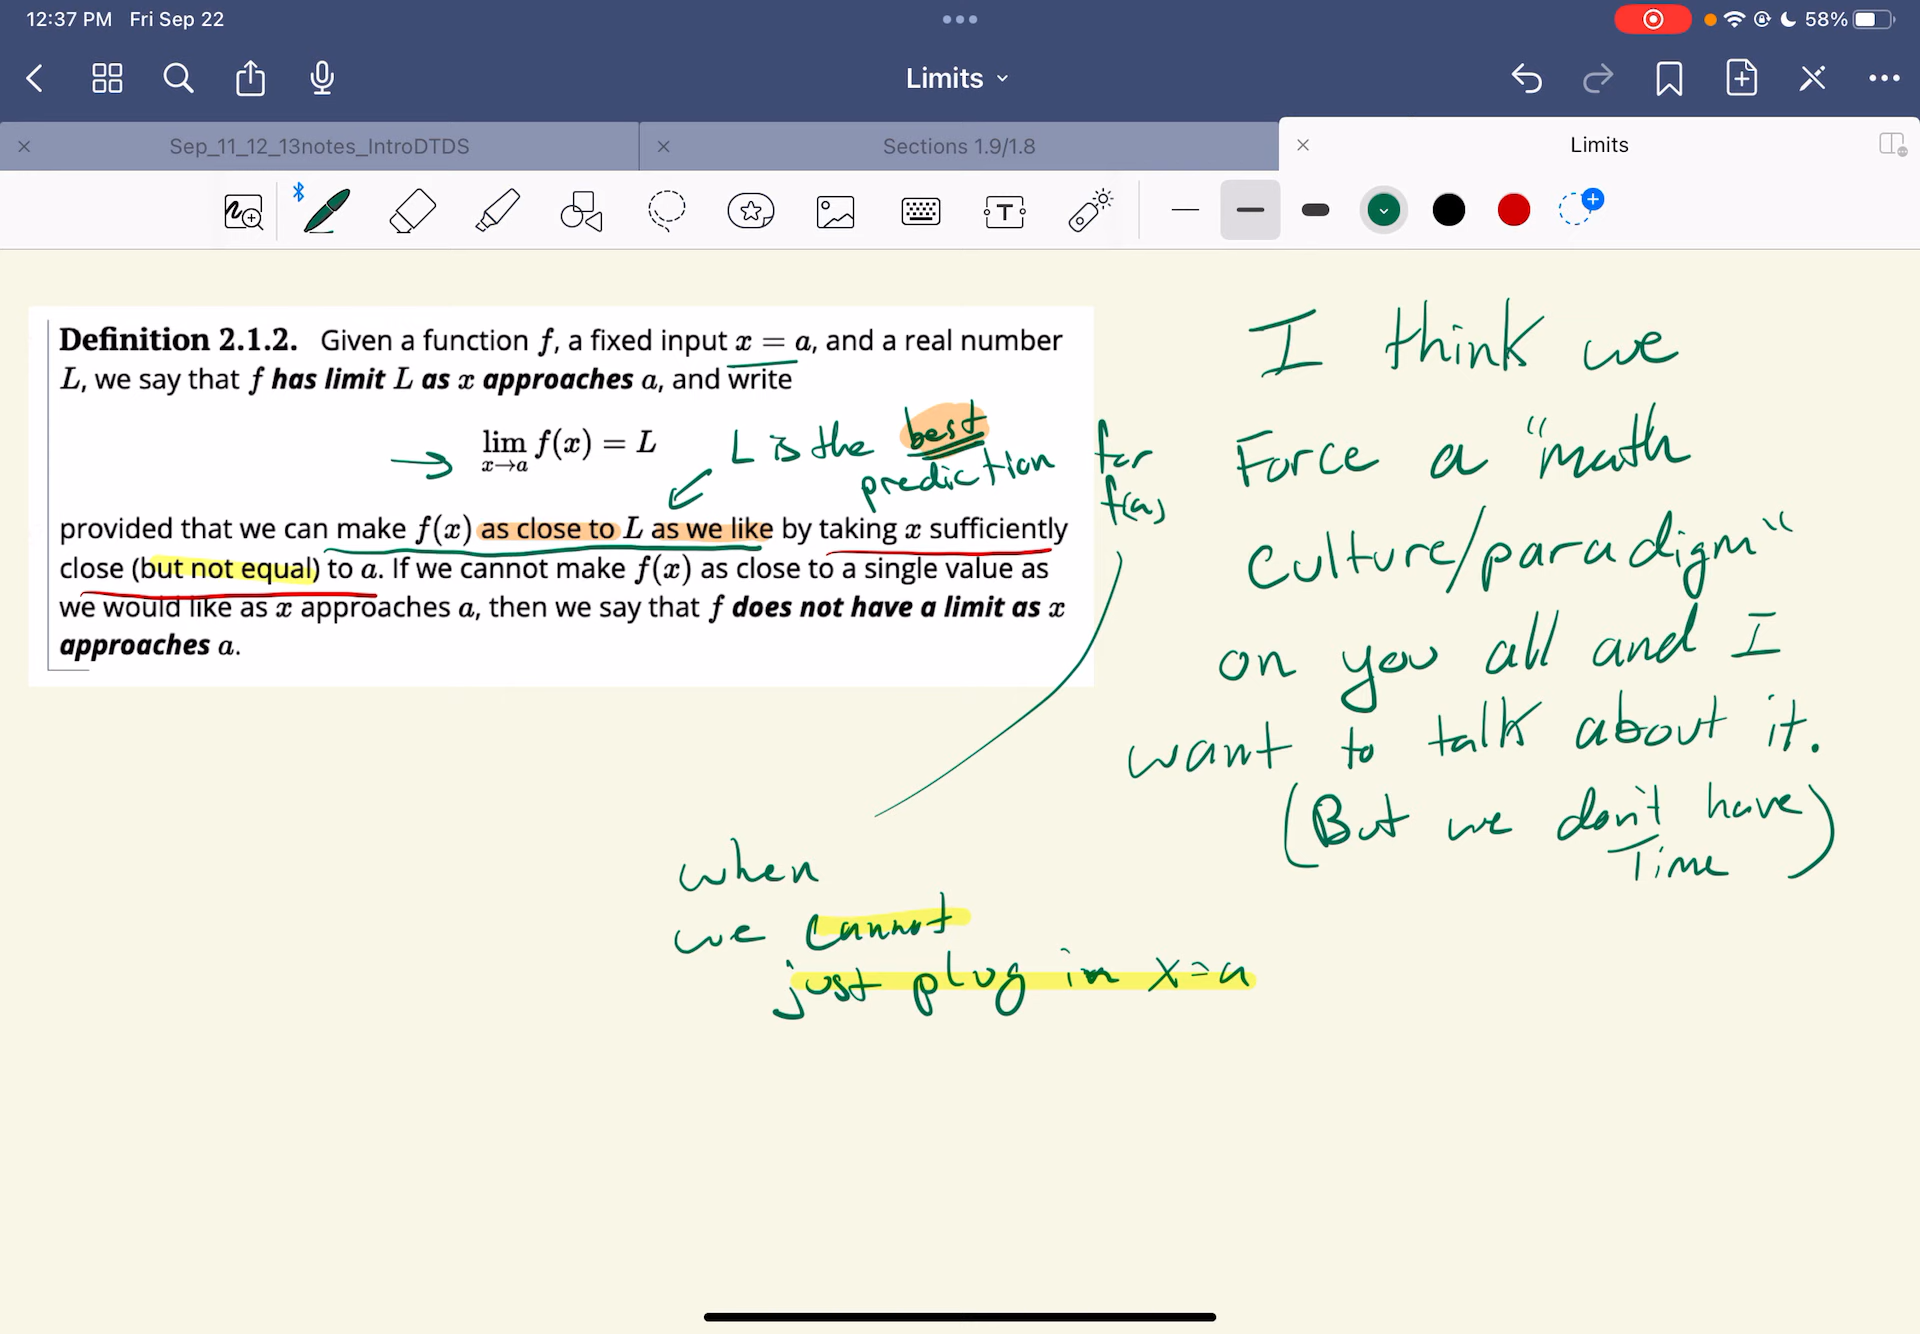 12:37 PM Fri Sep 22
58%
Limits
Sep_11_12_13notes_IntroDTDS
Sections 1.9/1.8
Limits
T
Definition 2.1.2. Given a function f, a fixed input x = a, and a real number
L, we say that f has limit L as x approaches a, and write
lim f(x) = L
x→a
L is the best
prediction
for
f(a)
provided that we can make f(x) as close to L as we like by taking x sufficiently
close (but not equal) to a. If we cannot make f(x) as close to a single value as
we would like as x approaches a, then we say that f does not have a limit as x
approaches a.
when
we cannot
just plug in x=a
I think we
Force a "math
culture/paradigm"
on you all and I
want to talk about it.
(But we don't have)
Time